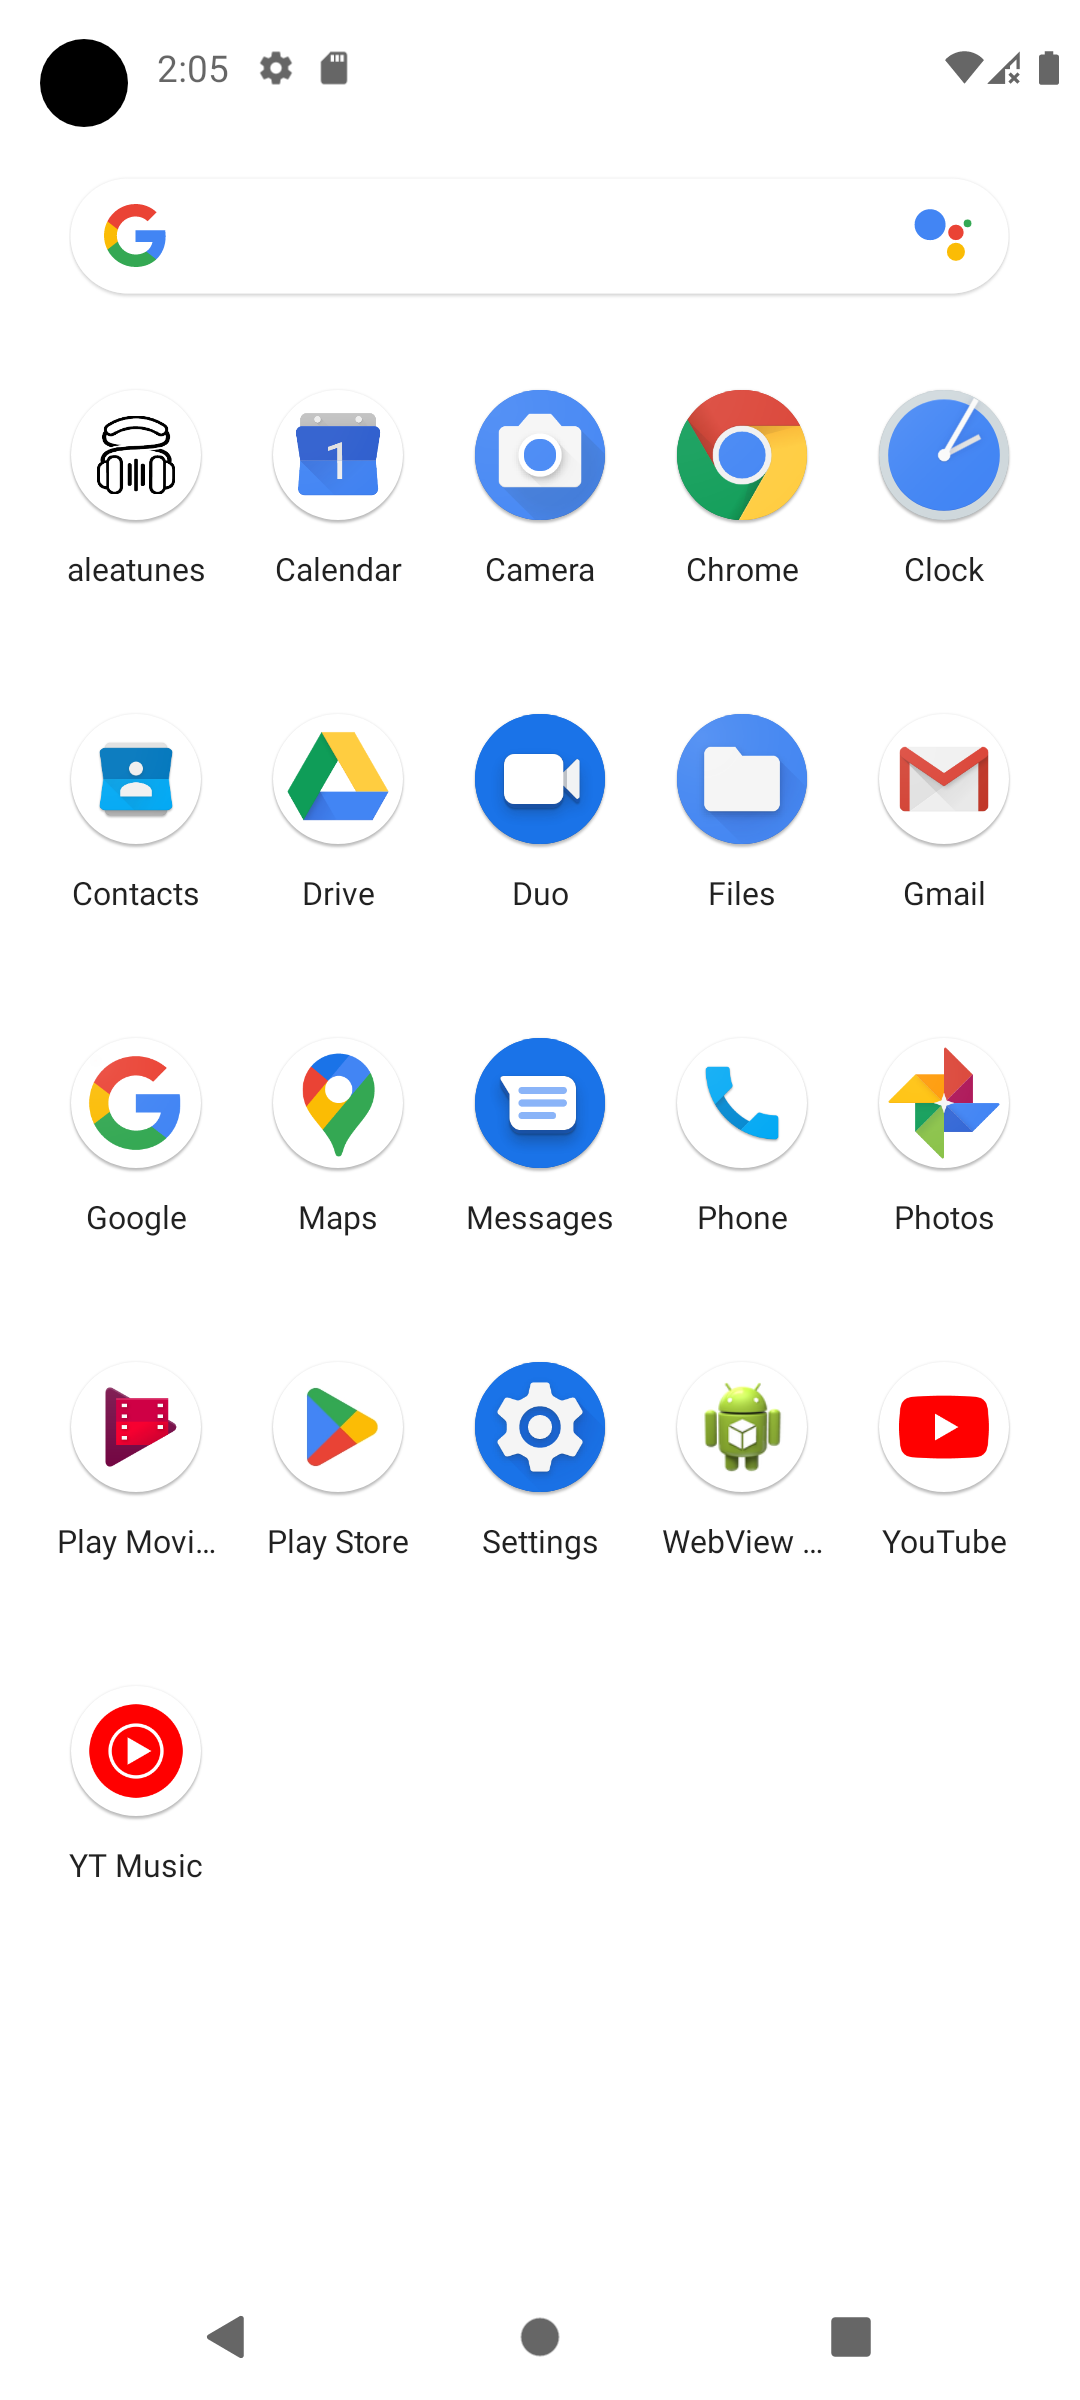 2:05
aleatunes Calendar Camera Chrome Clock
Contacts Drive Duo Files Gmail
Google Maps Messages Phone Photos
Play Movi... Play Store Settings WebView ... YouTube
YT Music